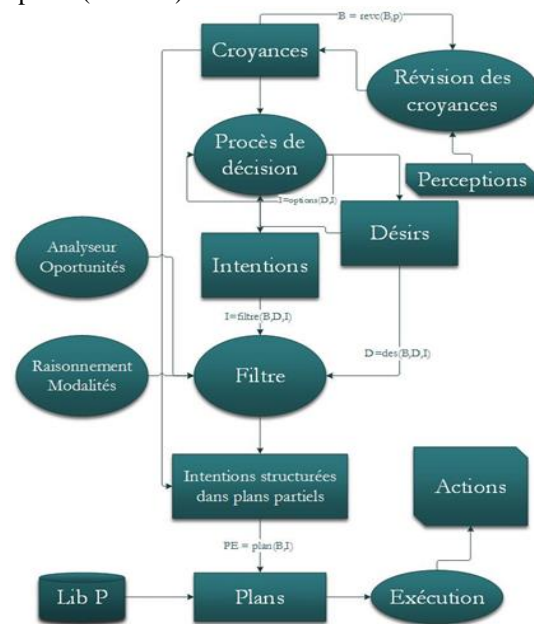 B = revc(B,p)
Croyances
Révision des
croyances
Procès de
décision
Perceptions
I=options(D,I)
Désirs
Analyseur
Oportunités
Intentions
I=filtre(B,D,I)
D=des(B,D,I)
Raisonnement
Modalités
Filtre
Intentions structurées
dans plans partiels
Actions
PE = plan(B,I)
Lib P
Plans
Exécution